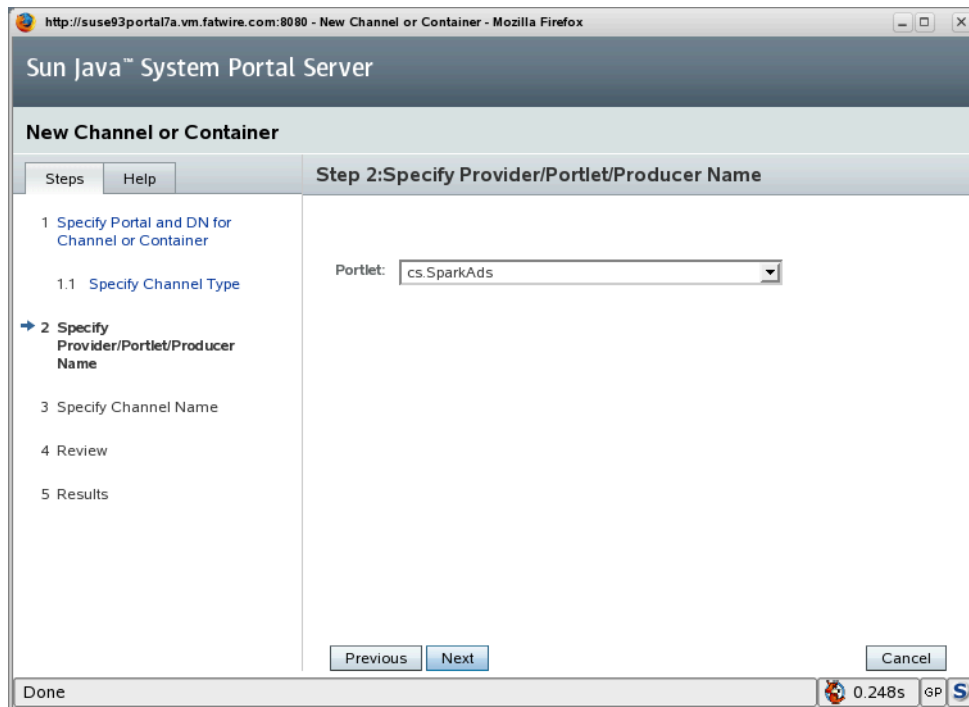 http://suse93portal7a.vm.fatwire.com:8080 - New Channel or Container - Mozilla Firefox
Sun Java™ System Portal Server
New Channel or Container
Steps
Help
Step 2:Specify Provider/Portlet/Producer Name
1 Specify Portal and DN for
Channel or Container
1.1 Specify Channel Type
2 Specify
Provider/Portlet/Producer
Name
3 Specify Channel Name
4 Review
5 Results
Portlet: cs.SparkAds
Previous
Next
Cancel
Done
0.248s
GP
S